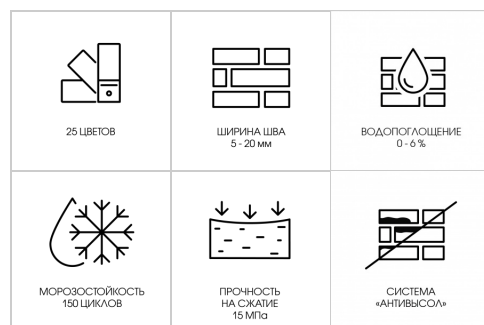 25 ЦВЕТОВ
ШИРИНА ШВА
5 - 20 мм
ВОДОПОГЛОЩЕНИЕ
0 - 6 %
МОРОЗОСТОЙКОСТЬ
150 ЦИКЛОВ
ПРОЧНОСТЬ
НА СЖАТИЕ
15 МПа
СИСТЕМА
«АНТИВЫСОЛ»